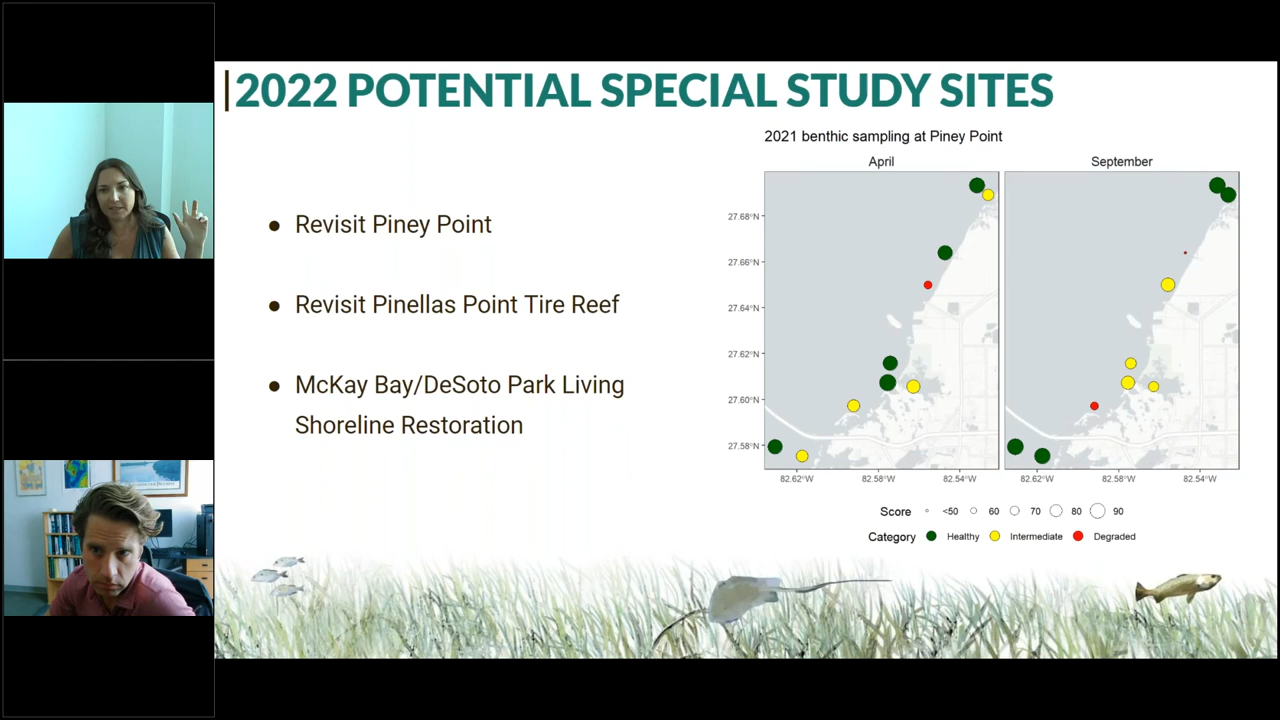 2022 POTENTIAL SPECIAL STUDY SITES
● Revisit Piney Point
● Revisit Pinellas Point Tire Reef
● McKay Bay/DeSoto Park Living
Shoreline Restoration
2021 benthic sampling at Piney Point
April
September
27.68°N
27.66°N
27.64°N
27.62°N
27.60°N
27.58°N
82.62°W 82.58°W 82.54°W 82.62°W 82.58°W 82.54°W
Score <50 60 70 80 90
Category Healthy Intermediate Degraded